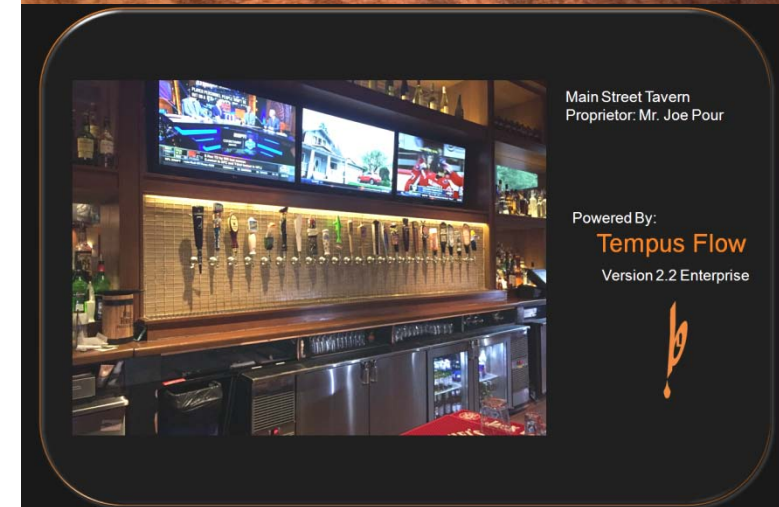 Main Street Tavern
Proprietor: Mr. Joe Pour
Powered By:
Tempus Flow
Version 2.2 Enterprise